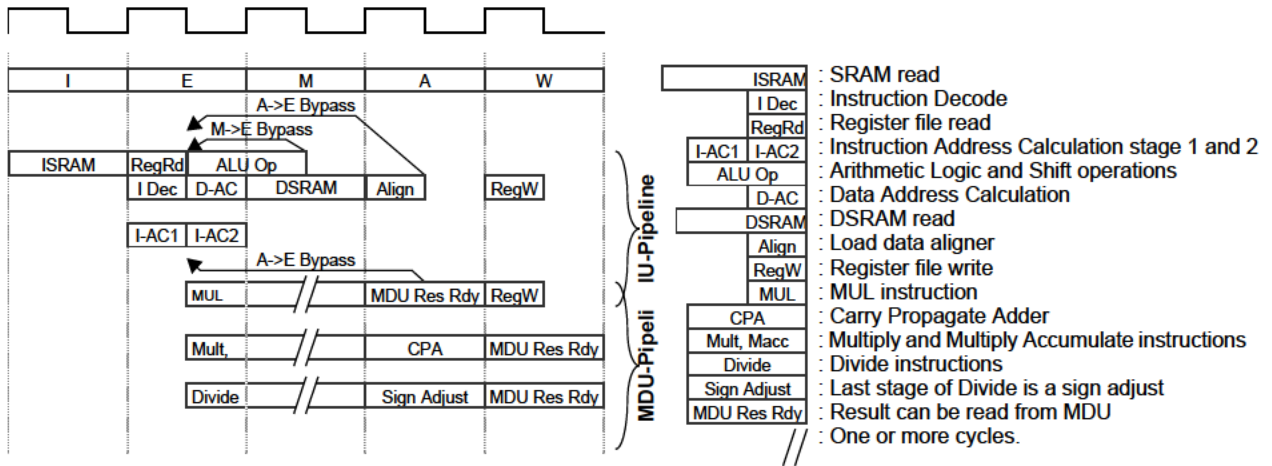 I E M A W
A->E Bypass
M->E Bypass
ISRAM RegRd ALU Op
I Dec D-AC DSRAM Align RegW
I-AC1 I-AC2
A->E Bypass
MUL MDU Res Rdy RegW
Mult, CPA MDU Res Rdy
Divide Sign Adjust MDU Res Rdy
IU-Pipeline
MDU-Pipeli
ISRAM : SRAM read
I Dec : Instruction Decode
RegRd : Register file read
I-AC1 I-AC2 : Instruction Address Calculation stage 1 and 2
ALU Op : Arithmetic Logic and Shift operations
D-AC : Data Address Calculation
DSRAM : DSRAM read
Align : Load data aligner
RegW : Register file write
MUL : MUL instruction
CPA : Carry Propagate Adder
Mult, Macc : Multiply and Multiply Accumulate instructions
Divide : Divide instructions
Sign Adjust : Last stage of Divide is a sign adjust
MDU Res Rdy : Result can be read from MDU
// : One or more cycles.